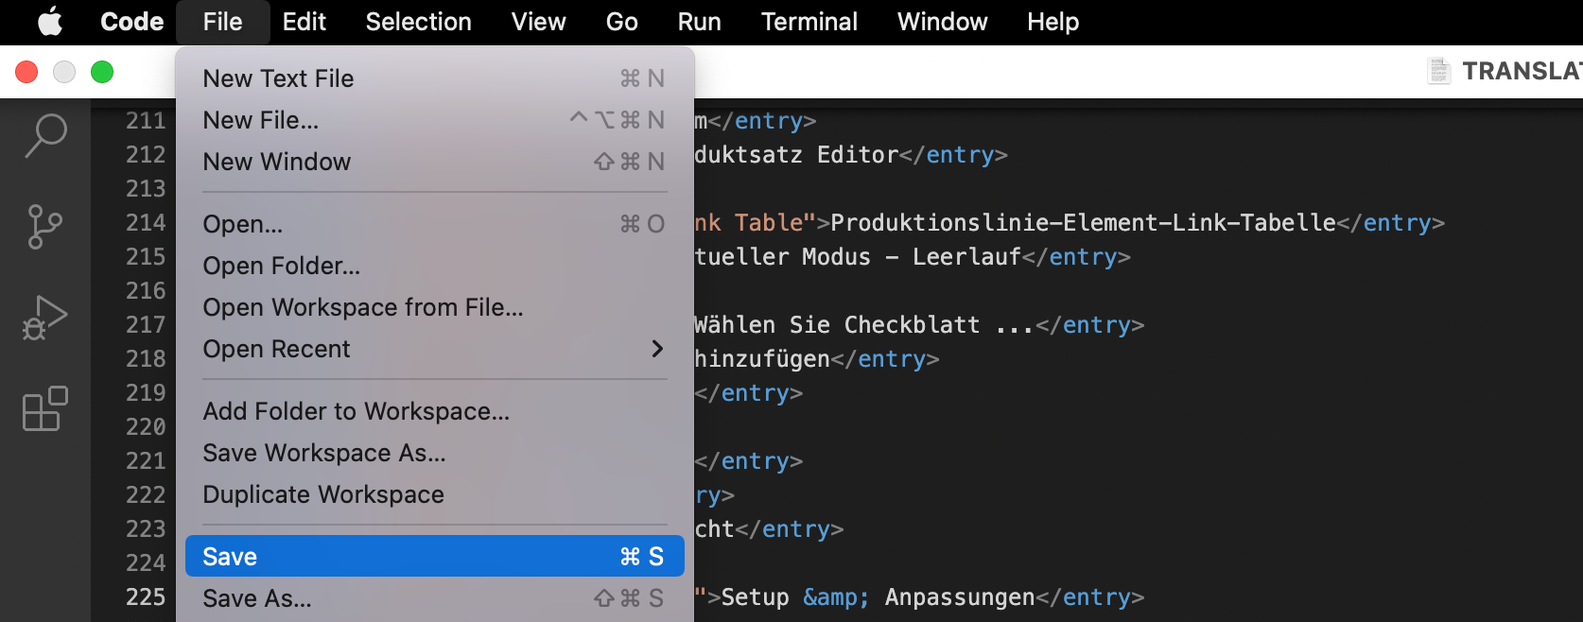 Code File Edit Selection View Go Run Terminal Window Help
TRANSLAT
New Text File ⌘ N
New File... ^⌥⌘ N
New Window ⇧⌘ N
Open... ⌘ O
Open Folder...
Open Workspace from File...
Open Recent
Add Folder to Workspace...
Save Workspace As...
Duplicate Workspace
Save ⌘ S
Save As... ⇧⌘ S
211 m</entry>
212 duktsatz Editor</entry>
213
214 nk Table">Produktionslinie-Element-Link-Tabelle</entry>
215 tueller Modus - Leerlauf</entry>
216
217 Wählen Sie Checkblatt ...</entry>
218 hinzufügen</entry>
219 </entry>
220
221 </entry>
222 ry>
223 cht</entry>
224
225 ">Setup &amp; Anpassungen</entry>